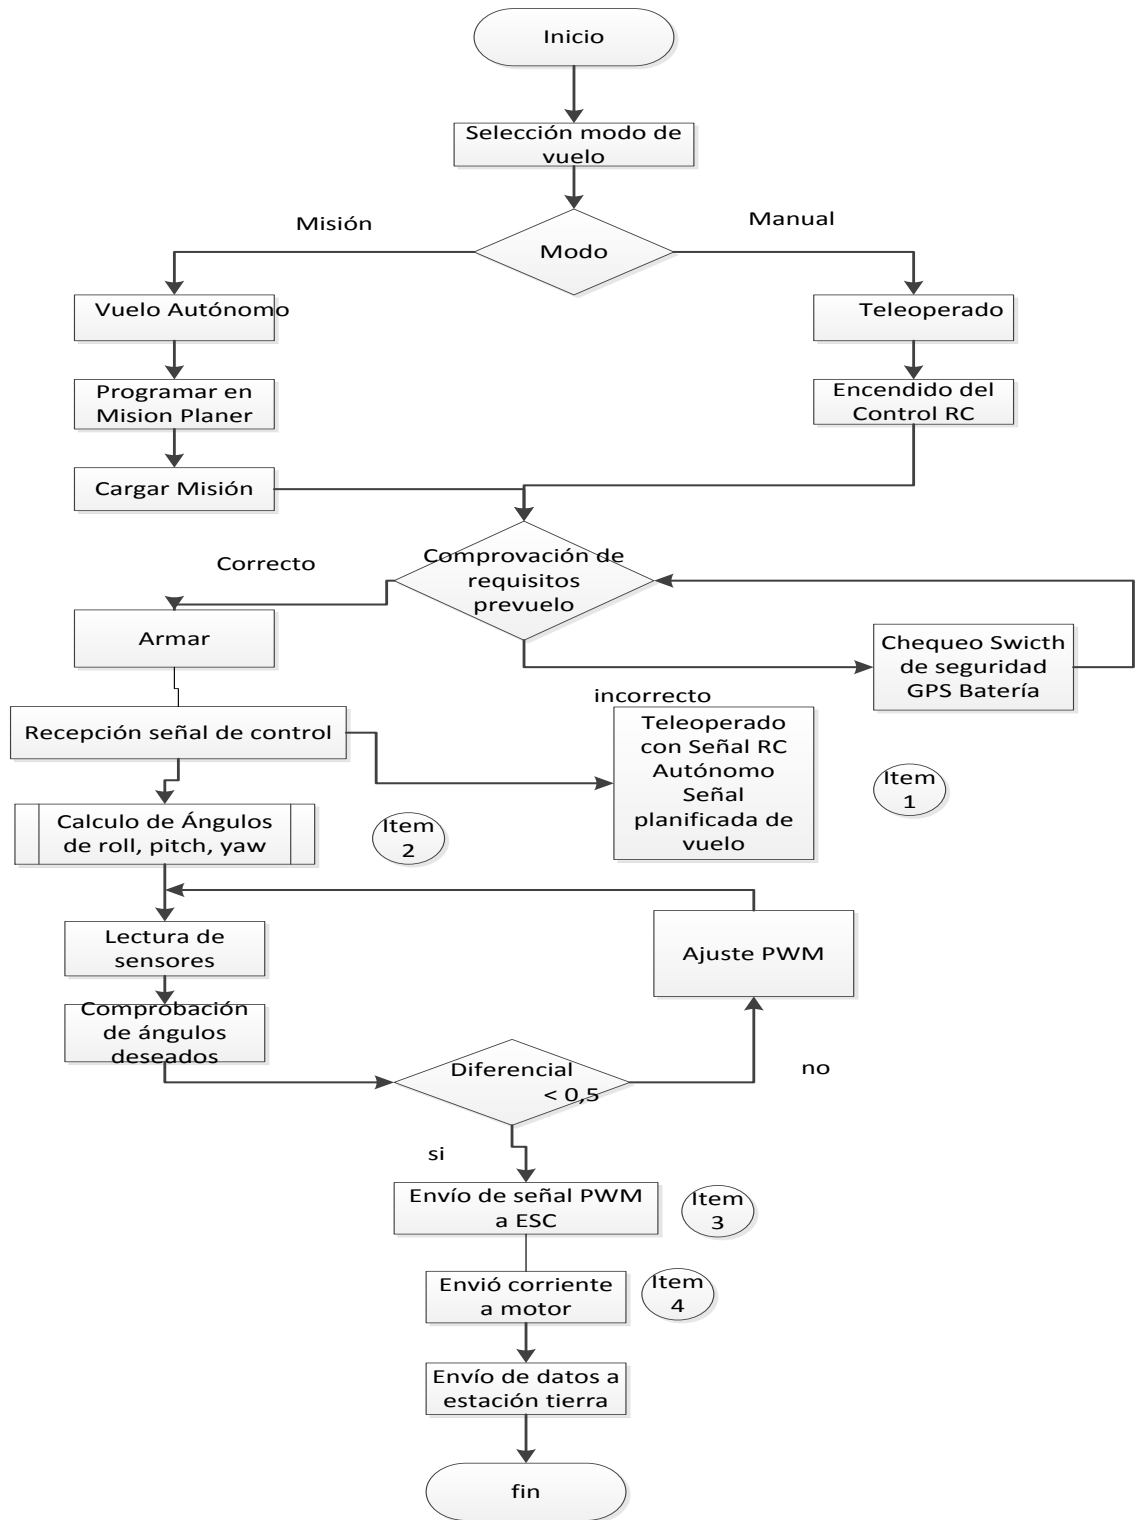 Inicio
Selección modo de
vuelo
Misión
Manual
Modo
Vuelo Autónomo
Teleoperado
Programar en
Mision Planer
Encendido del
Control RC
Cargar Misión
Comprovación de
requisitos
prevuelo
Correcto
Armar
Chequeo Swicth
de seguridad
GPS Batería
incorrecto
Recepción señal de control
Teleoperado
con Señal RC
Autónomo
Señal
planificada de
vuelo
Item
1
Calculo de Ángulos
de roll, pitch, yaw
Item
2
Lectura de
sensores
Ajuste PWM
Comprobación
de ángulos
deseados
Diferencial
< 0,5
no
si
Envío de señal PWM
a ESC
Item
3
Envió corriente
a motor
Item
4
Envío de datos a
estación tierra
fin